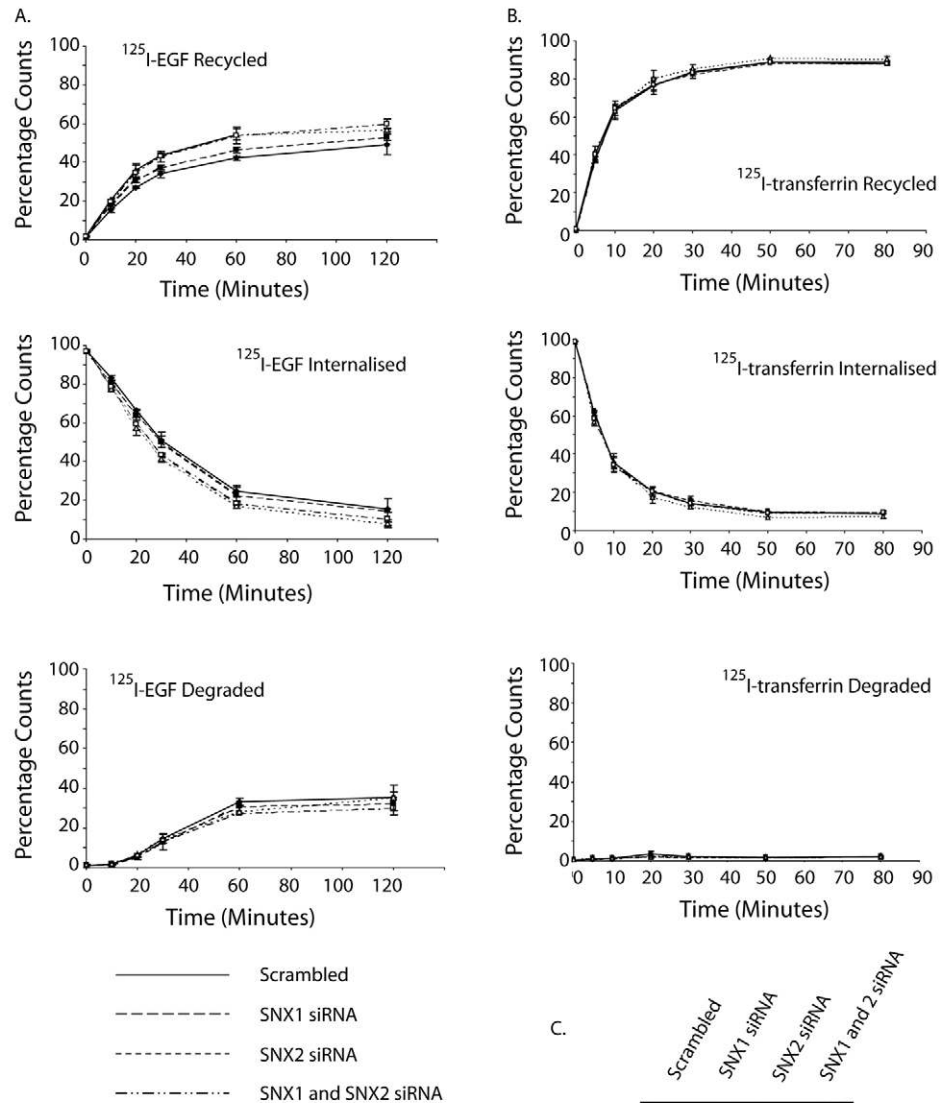 A.
¹²⁵I-EGF Recycled
Percentage Counts
100
80
60
40
20
0
0 20 40 60 80 100 120
Time (Minutes)
¹²⁵I-EGF Internalised
Percentage Counts
100
80
60
40
20
0
0 20 40 60 80 100 120
Time (Minutes)
¹²⁵I-EGF Degraded
Percentage Counts
100
80
60
40
20
0
0 20 40 60 80 100 120
Time (Minutes)
Scrambled
SNX1 siRNA
SNX2 siRNA
SNX1 and SNX2 siRNA
B.
¹²⁵I-transferrin Recycled
Percentage Counts
100
80
60
40
20
0
0 10 20 30 40 50 60 70 80 90
Time (Minutes)
¹²⁵I-transferrin Internalised
Percentage Counts
100
80
60
40
20
0
0 10 20 30 40 50 60 70 80 90
Time (Minutes)
¹²⁵I-transferrin Degraded
Percentage Counts
100
80
60
40
20
0
0 10 20 30 40 50 60 70 80 90
Time (Minutes)
C.
Scrambled
SNX1 siRNA
SNX2 siRNA
SNX1 and 2 siRNA